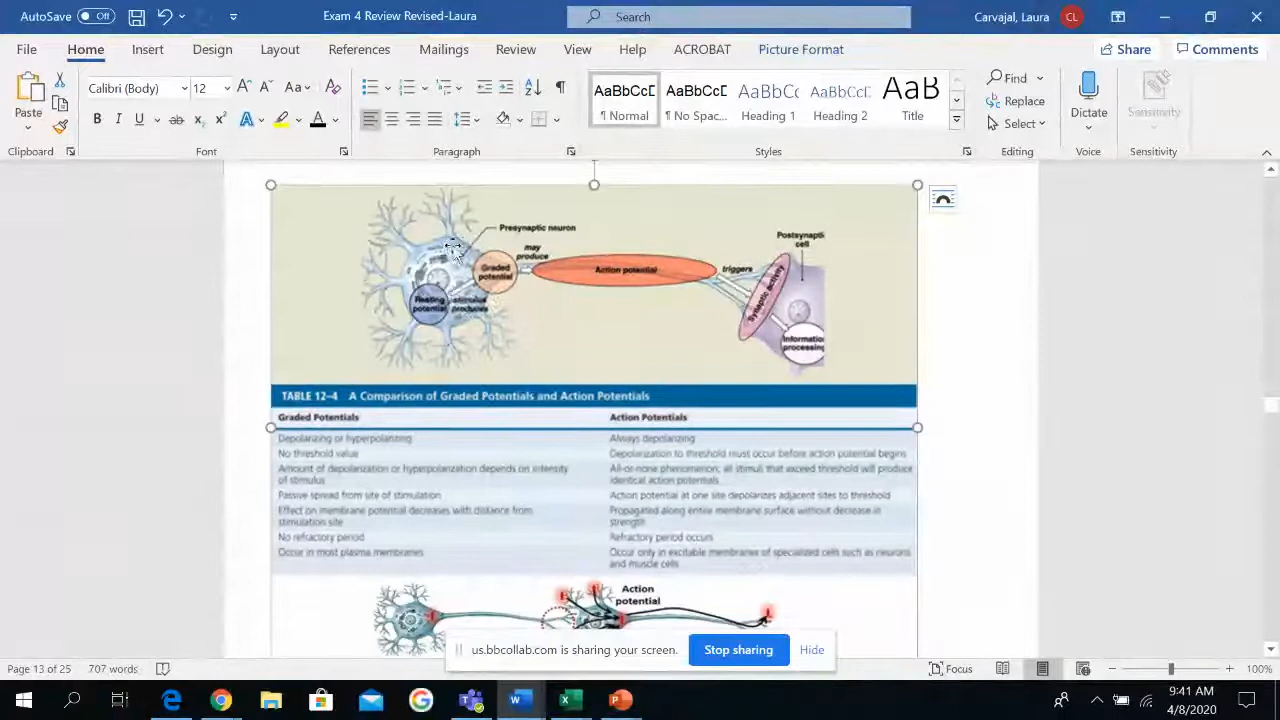 AutoSave Off Exam 4 Review Revised-Laura Search Carvajal, Laura CL
File Home Insert Design Layout References Mailings Review View Help ACROBAT Picture Format Share Comments
Calibri (Body) 12 AaBbCcD AaBbCcD AaBbCc AaBbCcD AaB Find
Replace
Paste ¶ Normal ¶ No Spac... Heading 1 Heading 2 Title Select Dictate Sensitivity
Clipboard Font Paragraph Styles Editing Voice Sensitivity
Presynaptic neuron
may
produce
Graded
potential
Action potential
triggers
Resting
potential
stimulus
produces
Synaptic activity
Postsynapti
cell
Information
processing
TABLE 12–4 A Comparison of Graded Potentials and Action Potentials
Graded Potentials Action Potentials
Depolarizing or hyperpolarizing Always depolarizing
No threshold value Depolarization to threshold must occur before action potential begins
Amount of depolarization or hyperpolarization depends on intensity All-or-none phenomenon; all stimuli that exceed threshold will produce
of stimulus identical action potentials
Passive spread from site of stimulation Action potential at one site depolarizes adjacent sites to threshold
Effect on membrane potential decreases with distance from Propagated along entire membrane surface without decrease in
stimulation site strength
No refractory period Refractory period occurs
Occur in most plasma membranes Occur only in excitable membranes of specialized cells such as neurons
and muscle cells
Action
potential
us.bbcollab.com is sharing your screen. Stop sharing Hide
Page 13 of 25 707 words Focus 100%
9:41 AM
4/8/2020